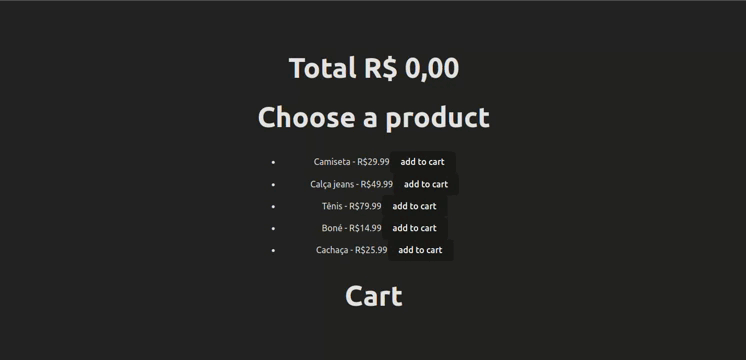 Total R$ 0,00
Choose a product
Camiseta - R$29.99 add to cart
Calça jeans - R$49.99 add to cart
Tênis - R$79.99 add to cart
Boné - R$14.99 add to cart
Cachaça - R$25.99 add to cart
Cart